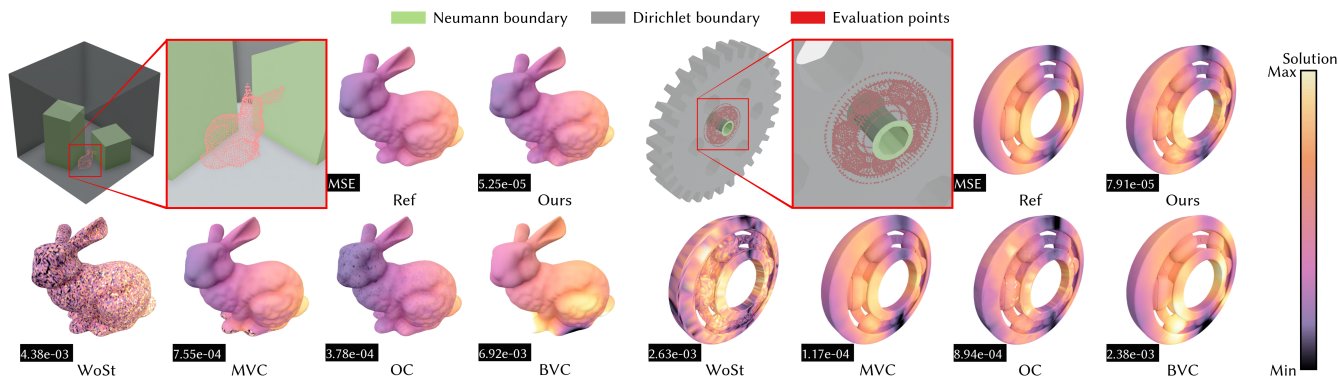 Neumann boundary Dirichlet boundary Evaluation points
Solution
Max
MSE
Ref
5.25e-05
Ours
MSE
Ref
7.91e-05
Ours
4.38e-03
WoSt
7.55e-04
MVC
3.78e-04
OC
6.92e-03
BVC
2.63e-03
WoSt
1.17e-04
MVC
8.94e-04
OC
2.38e-03
BVC
Min